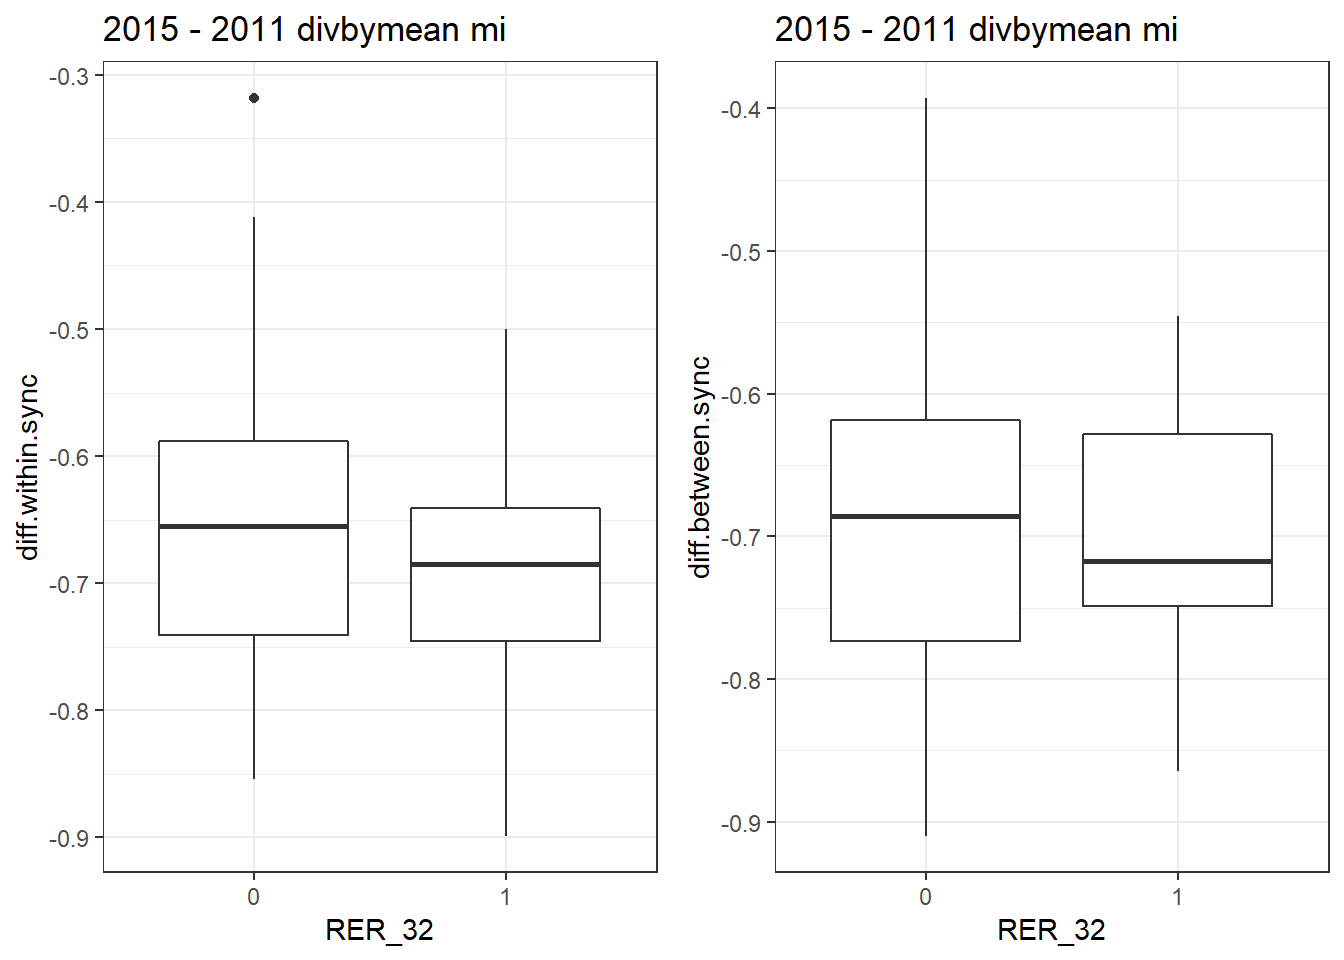 2015 - 2011 divbymean mi
diff.within.sync
-0.3
-0.4
-0.5
-0.6
-0.7
-0.8
-0.9
0
1
RER_32
2015 - 2011 divbymean mi
diff.between.sync
-0.4
-0.5
-0.6
-0.7
-0.8
-0.9
0
1
RER_32